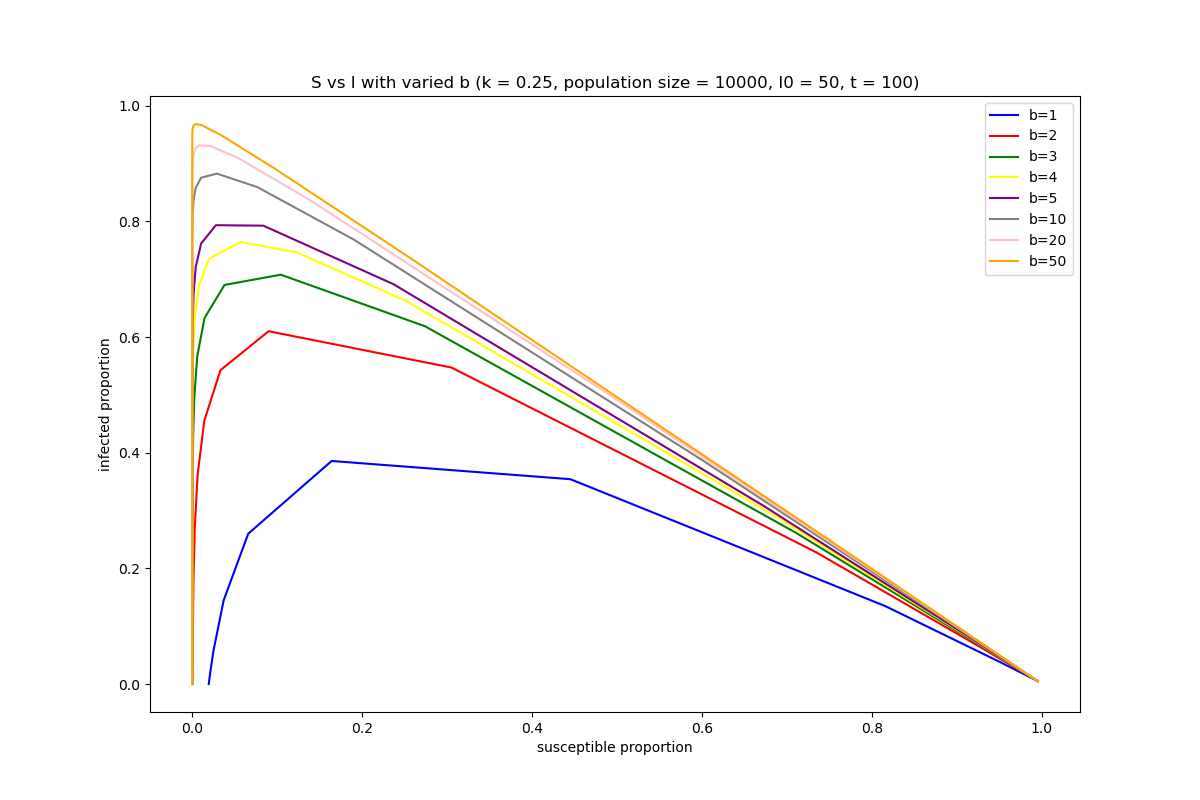 S vs I with varied b (k = 0.25, population size = 10000, I0 = 50, t = 100)
1.0
0.8
0.6
0.4
0.2
0.0
infected proportion
b=1
b=2
b=3
b=4
b=5
b=10
b=20
b=50
0.0 0.2 0.4 0.6 0.8 1.0
susceptible proportion